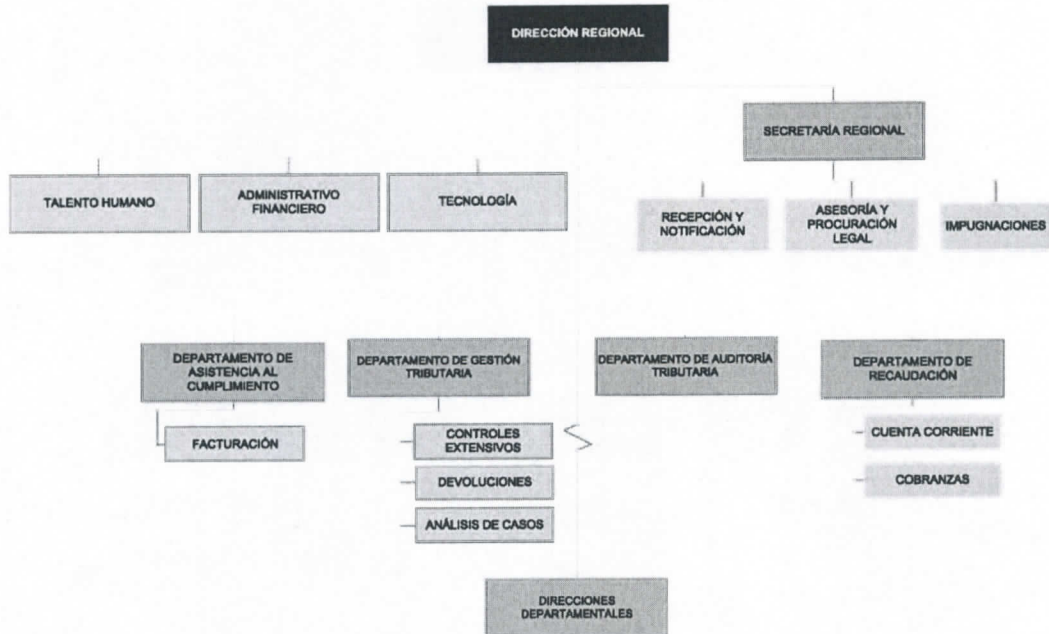 DIRECCIÓN REGIONAL
SECRETARÍA REGIONAL
TALENTO HUMANO
ADMINISTRATIVO
FINANCIERO
TECNOLOGÍA
RECEPCIÓN Y
NOTIFICACIÓN
ASESORÍA Y
PROCURACIÓN
LEGAL
IMPUGNACIONES
DEPARTAMENTO DE
ASISTENCIA AL
CUMPLIMIENTO
FACTURACIÓN
DEPARTAMENTO DE GESTIÓN
TRIBUTARIA
CONTROLES
EXTENSIVOS
DEVOLUCIONES
ANÁLISIS DE CASOS
DEPARTAMENTO DE AUDITORÍA
TRIBUTARIA
DEPARTAMENTO DE
RECAUDACIÓN
CUENTA CORRIENTE
COBRANZAS
DIRECCIONES
DEPARTAMENTALES